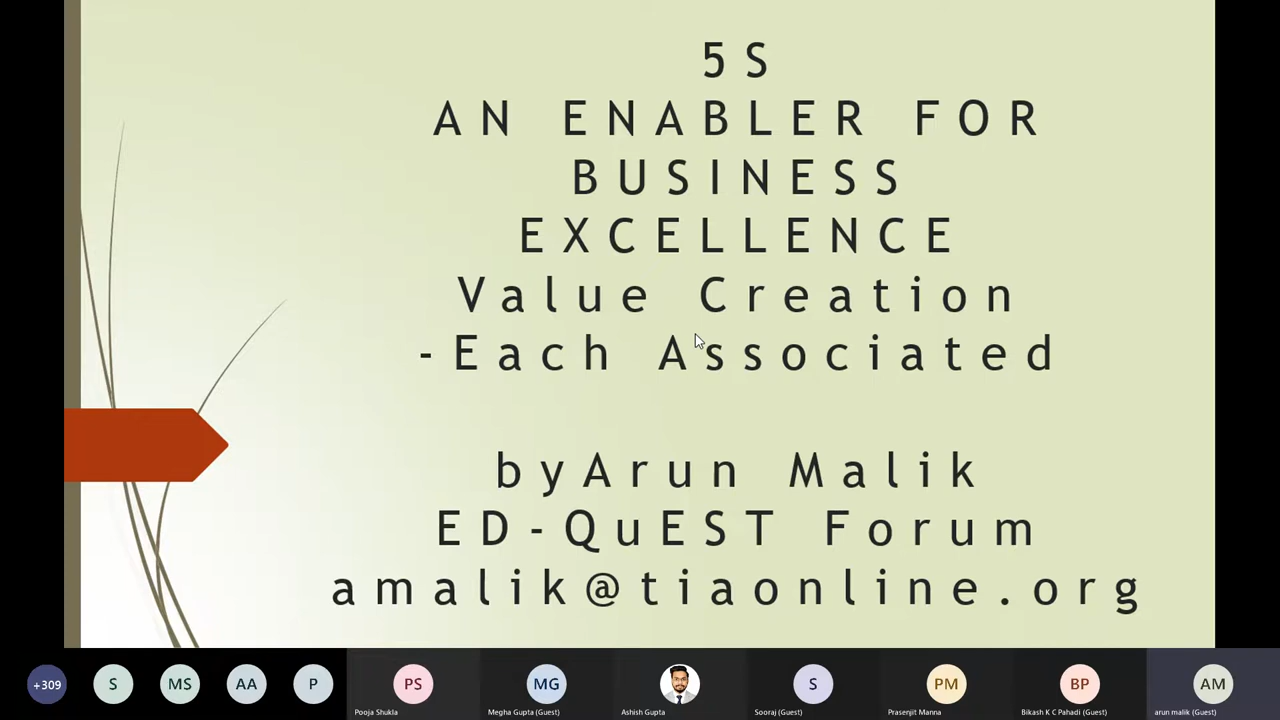 5S
AN ENABLER FOR
BUSINESS
EXCELLENCE
Value Creation
-Each Associated
byArun Malik
ED-QuEST Forum
amalik@tiaonline.org
+309
S
MS
AA
P
PS
MG
S
PM
BP
AM
Pooja Shukla
Megha Gupta (Guest)
Ashish Gupta
Sooraj (Guest)
Prasenjit Manna
Bikash K C Pahadi (Guest)
arun malik (Guest)